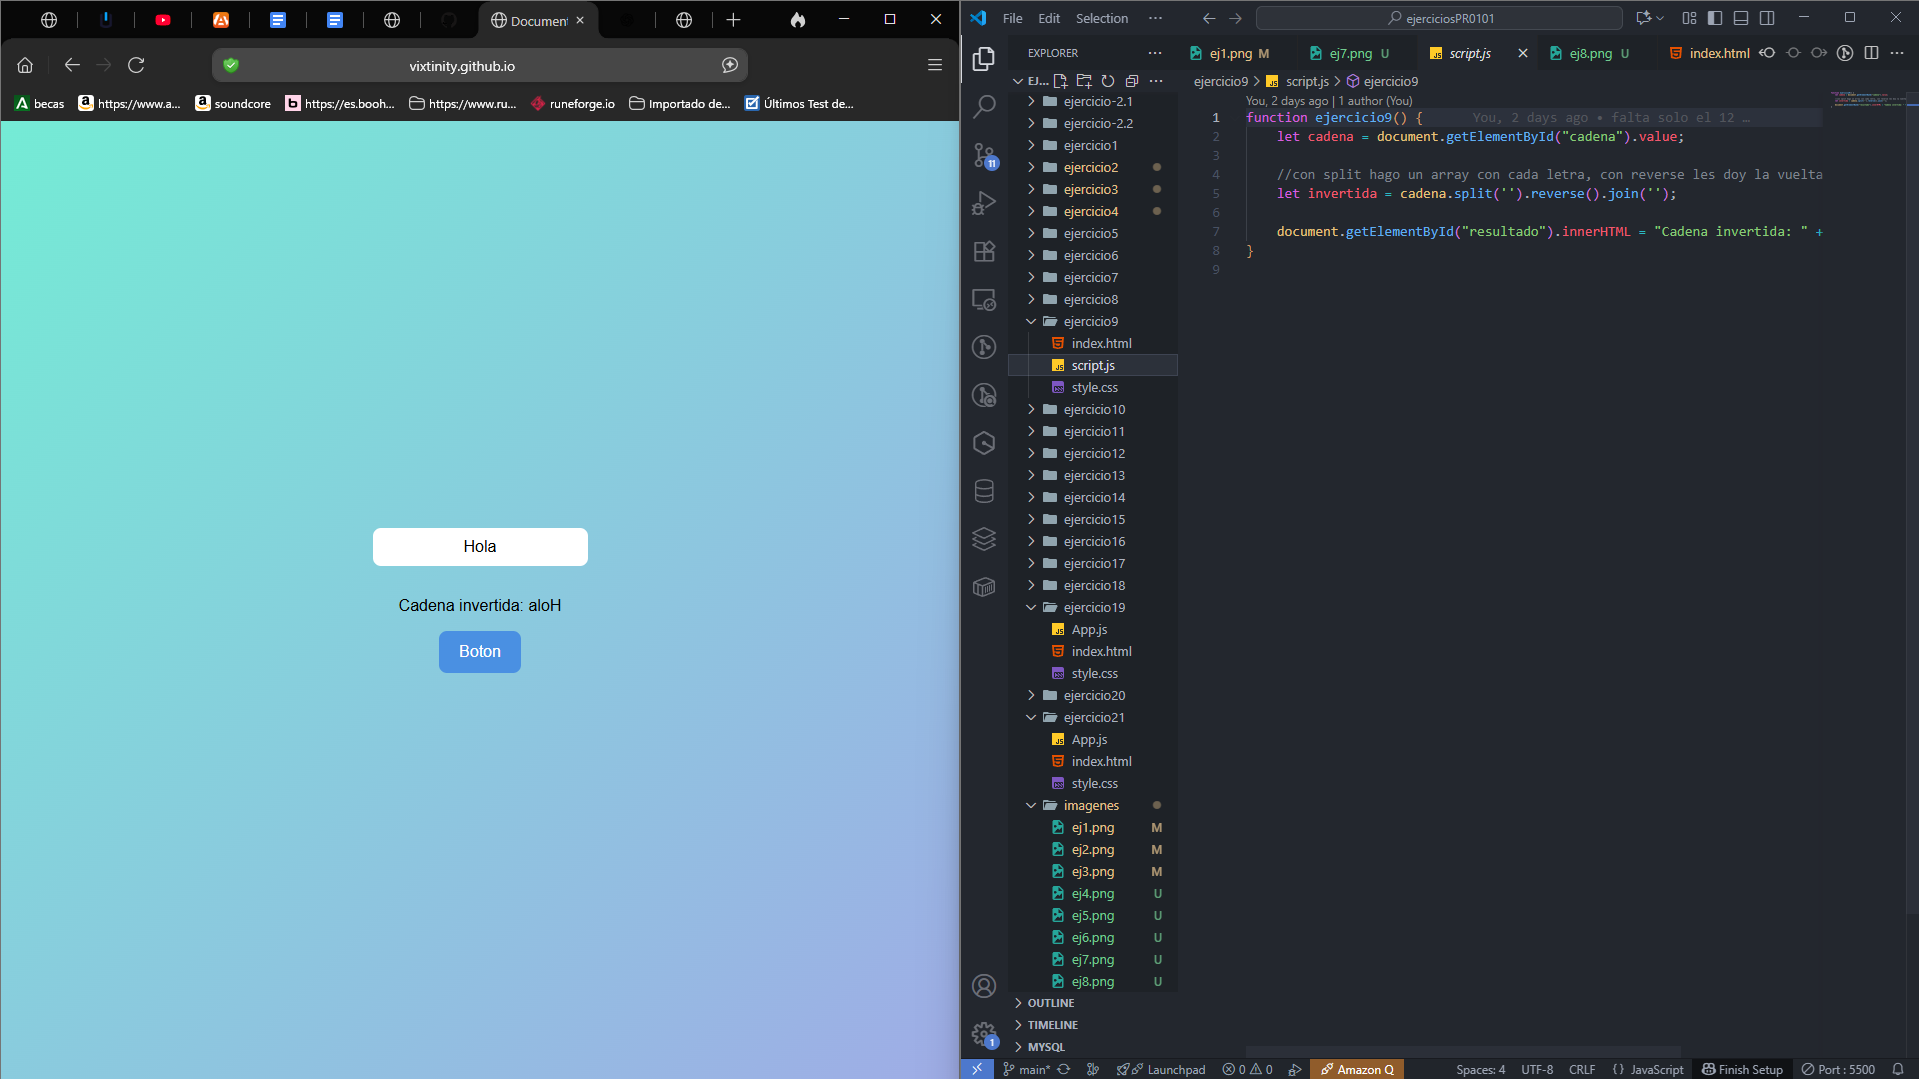 Document
vixtinity.github.io
becas
https://www.a...
soundcore
https://es.booh...
https://www.ru...
runeforge.io
Importado de...
Últimos Test de...
Hola
Cadena invertida: aloH
Boton
File
Edit
Selection
ejerciciosPR0101
EXPLORER
ej1.png M
ej7.png U
script.js
ej8.png U
index.html
EJ...
ejercicio9 > script.js > ejercicio9
ejercicio-2.1
ejercicio-2.2
ejercicio1
ejercicio2
ejercicio3
ejercicio4
ejercicio5
ejercicio6
ejercicio7
ejercicio8
ejercicio9
index.html
script.js
style.css
ejercicio10
ejercicio11
ejercicio12
ejercicio13
ejercicio14
ejercicio15
ejercicio16
ejercicio17
ejercicio18
ejercicio19
App.js
index.html
style.css
ejercicio20
ejercicio21
App.js
index.html
style.css
imagenes
ej1.png M
ej2.png M
ej3.png M
ej4.png U
ej5.png U
ej6.png U
ej7.png U
ej8.png U
OUTLINE
TIMELINE
MYSQL
11
1
You, 2 days ago | 1 author (You)
1 function ejercicio9() { You, 2 days ago • falta solo el 12 …
2 let cadena = document.getElementById("cadena").value;
3
4 //con split hago un array con cada letra, con reverse les doy la vuelta
5 let invertida = cadena.split('').reverse().join('');
6
7 document.getElementById("resultado").innerHTML = "Cadena invertida: " +
8 }
9
main*
Launchpad
0 0
Amazon Q
Spaces: 4
UTF-8
CRLF
{ } JavaScript
Finish Setup
Port : 5500